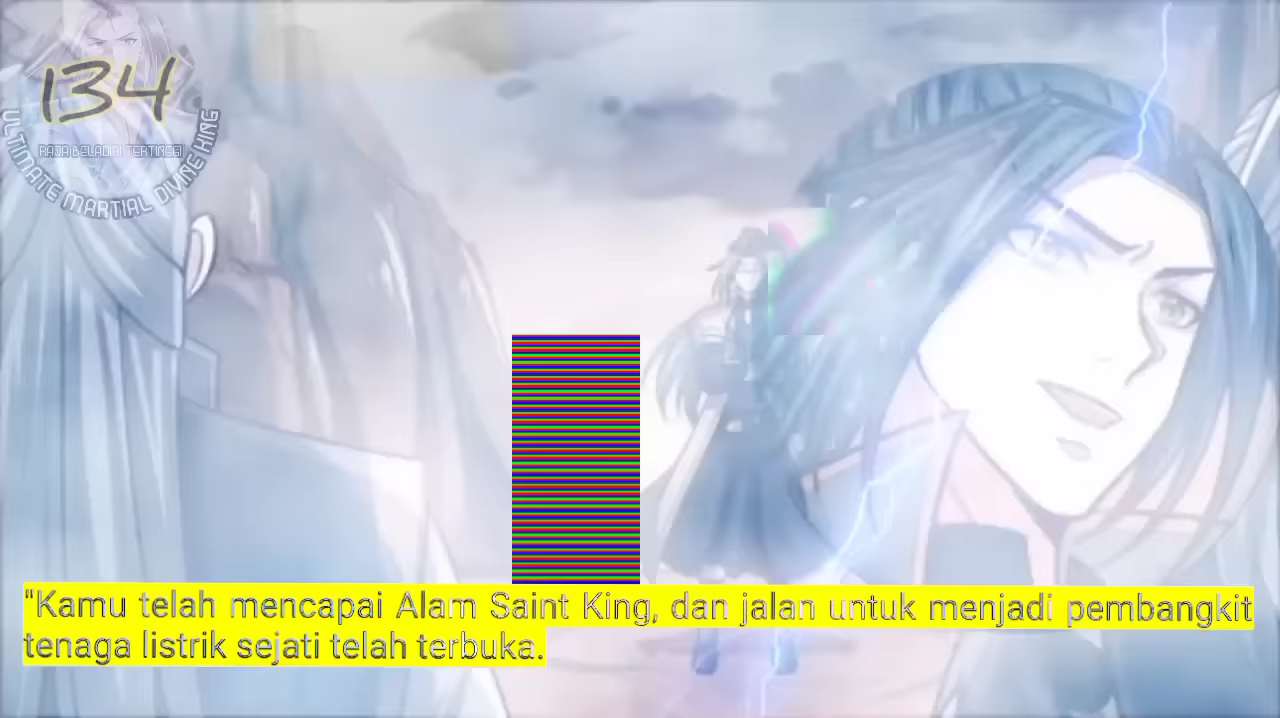 134
RAJA BELADIRI TERTINGGI
ULTIMATE MARTIAL DIVINE KING
"Kamu telah mencapai Alam Saint King, dan jalan untuk menjadi pembangkit
tenaga listrik sejati telah terbuka.